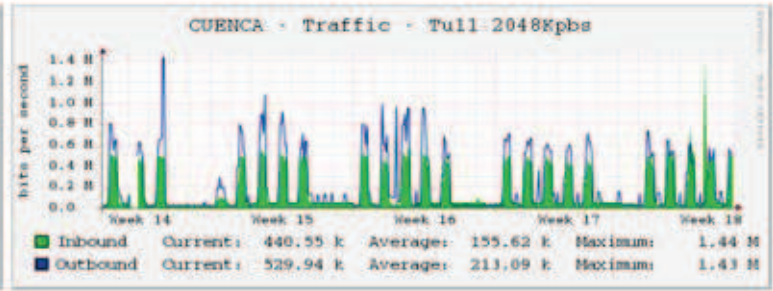 CUENCA - Traffic - Tu11 2048Kpbs
bits per second
1.4 M
1.2 M
1.0 M
0.8 M
0.6 M
0.4 M
0.2 M
0.0
Week 14 Week 15 Week 16 Week 17 Week 18
Inbound Current: 440.55 k Average: 155.62 k Maximum: 1.44 M
Outbound Current: 529.94 k Average: 213.09 k Maximum: 1.43 M